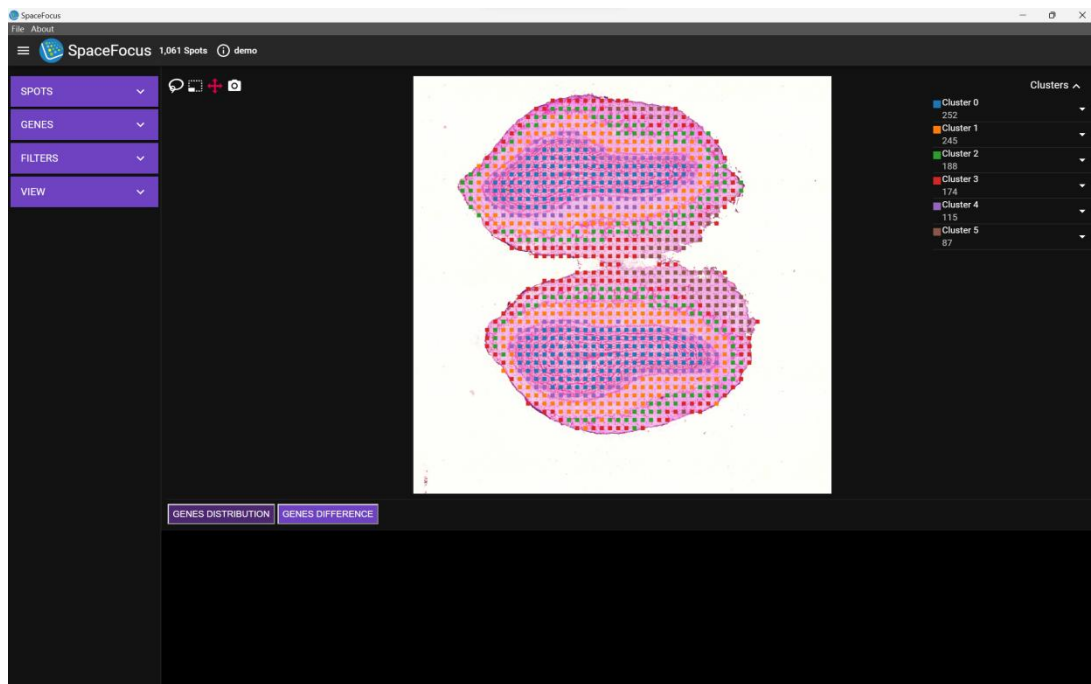 SpaceFocus
File About
SpaceFocus 1,061 Spots demo
SPOTS
GENES
FILTERS
VIEW
Clusters
Cluster 0
252
Cluster 1
245
Cluster 2
188
Cluster 3
174
Cluster 4
115
Cluster 5
87
GENES DISTRIBUTION GENES DIFFERENCE